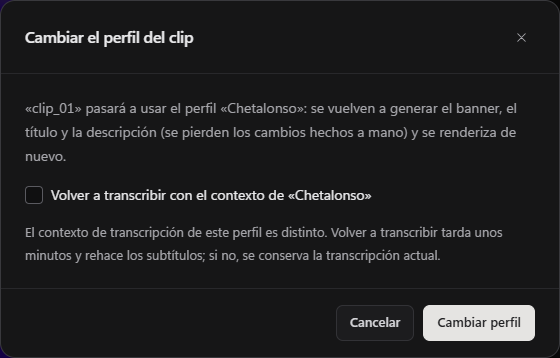 Cambiar el perfil del clip
«clip_01» pasará a usar el perfil «Chetalonso»: se vuelven a generar el banner, el
título y la descripción (se pierden los cambios hechos a mano) y se renderiza de
nuevo.
Volver a transcribir con el contexto de «Chetalonso»
El contexto de transcripción de este perfil es distinto. Volver a transcribir tarda unos
minutos y rehace los subtítulos; si no, se conserva la transcripción actual.
Cancelar
Cambiar perfil